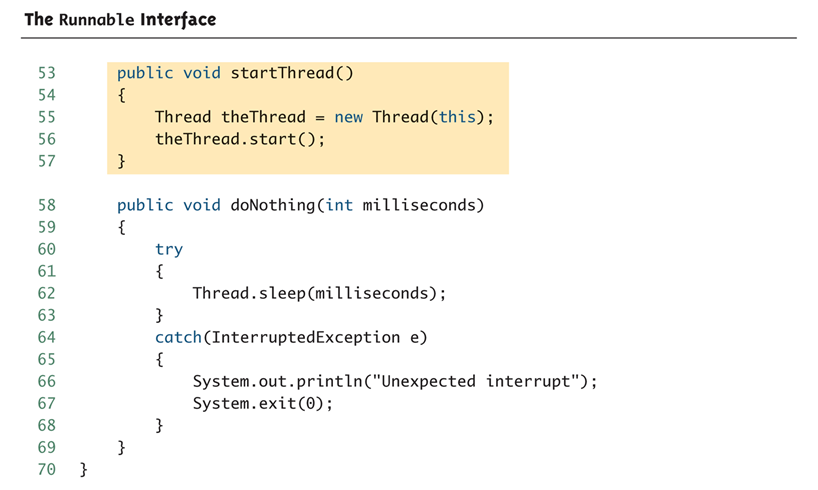 The Runnable Interface
53 public void startThread()
54 {
55 Thread theThread = new Thread(this);
56 theThread.start();
57 }
58 public void doNothing(int milliseconds)
59 {
60 try
61 {
62 Thread.sleep(milliseconds);
63 }
64 catch(InterruptedException e)
65 {
66 System.out.println("Unexpected interrupt");
67 System.exit(0);
68 }
69 }
70 }